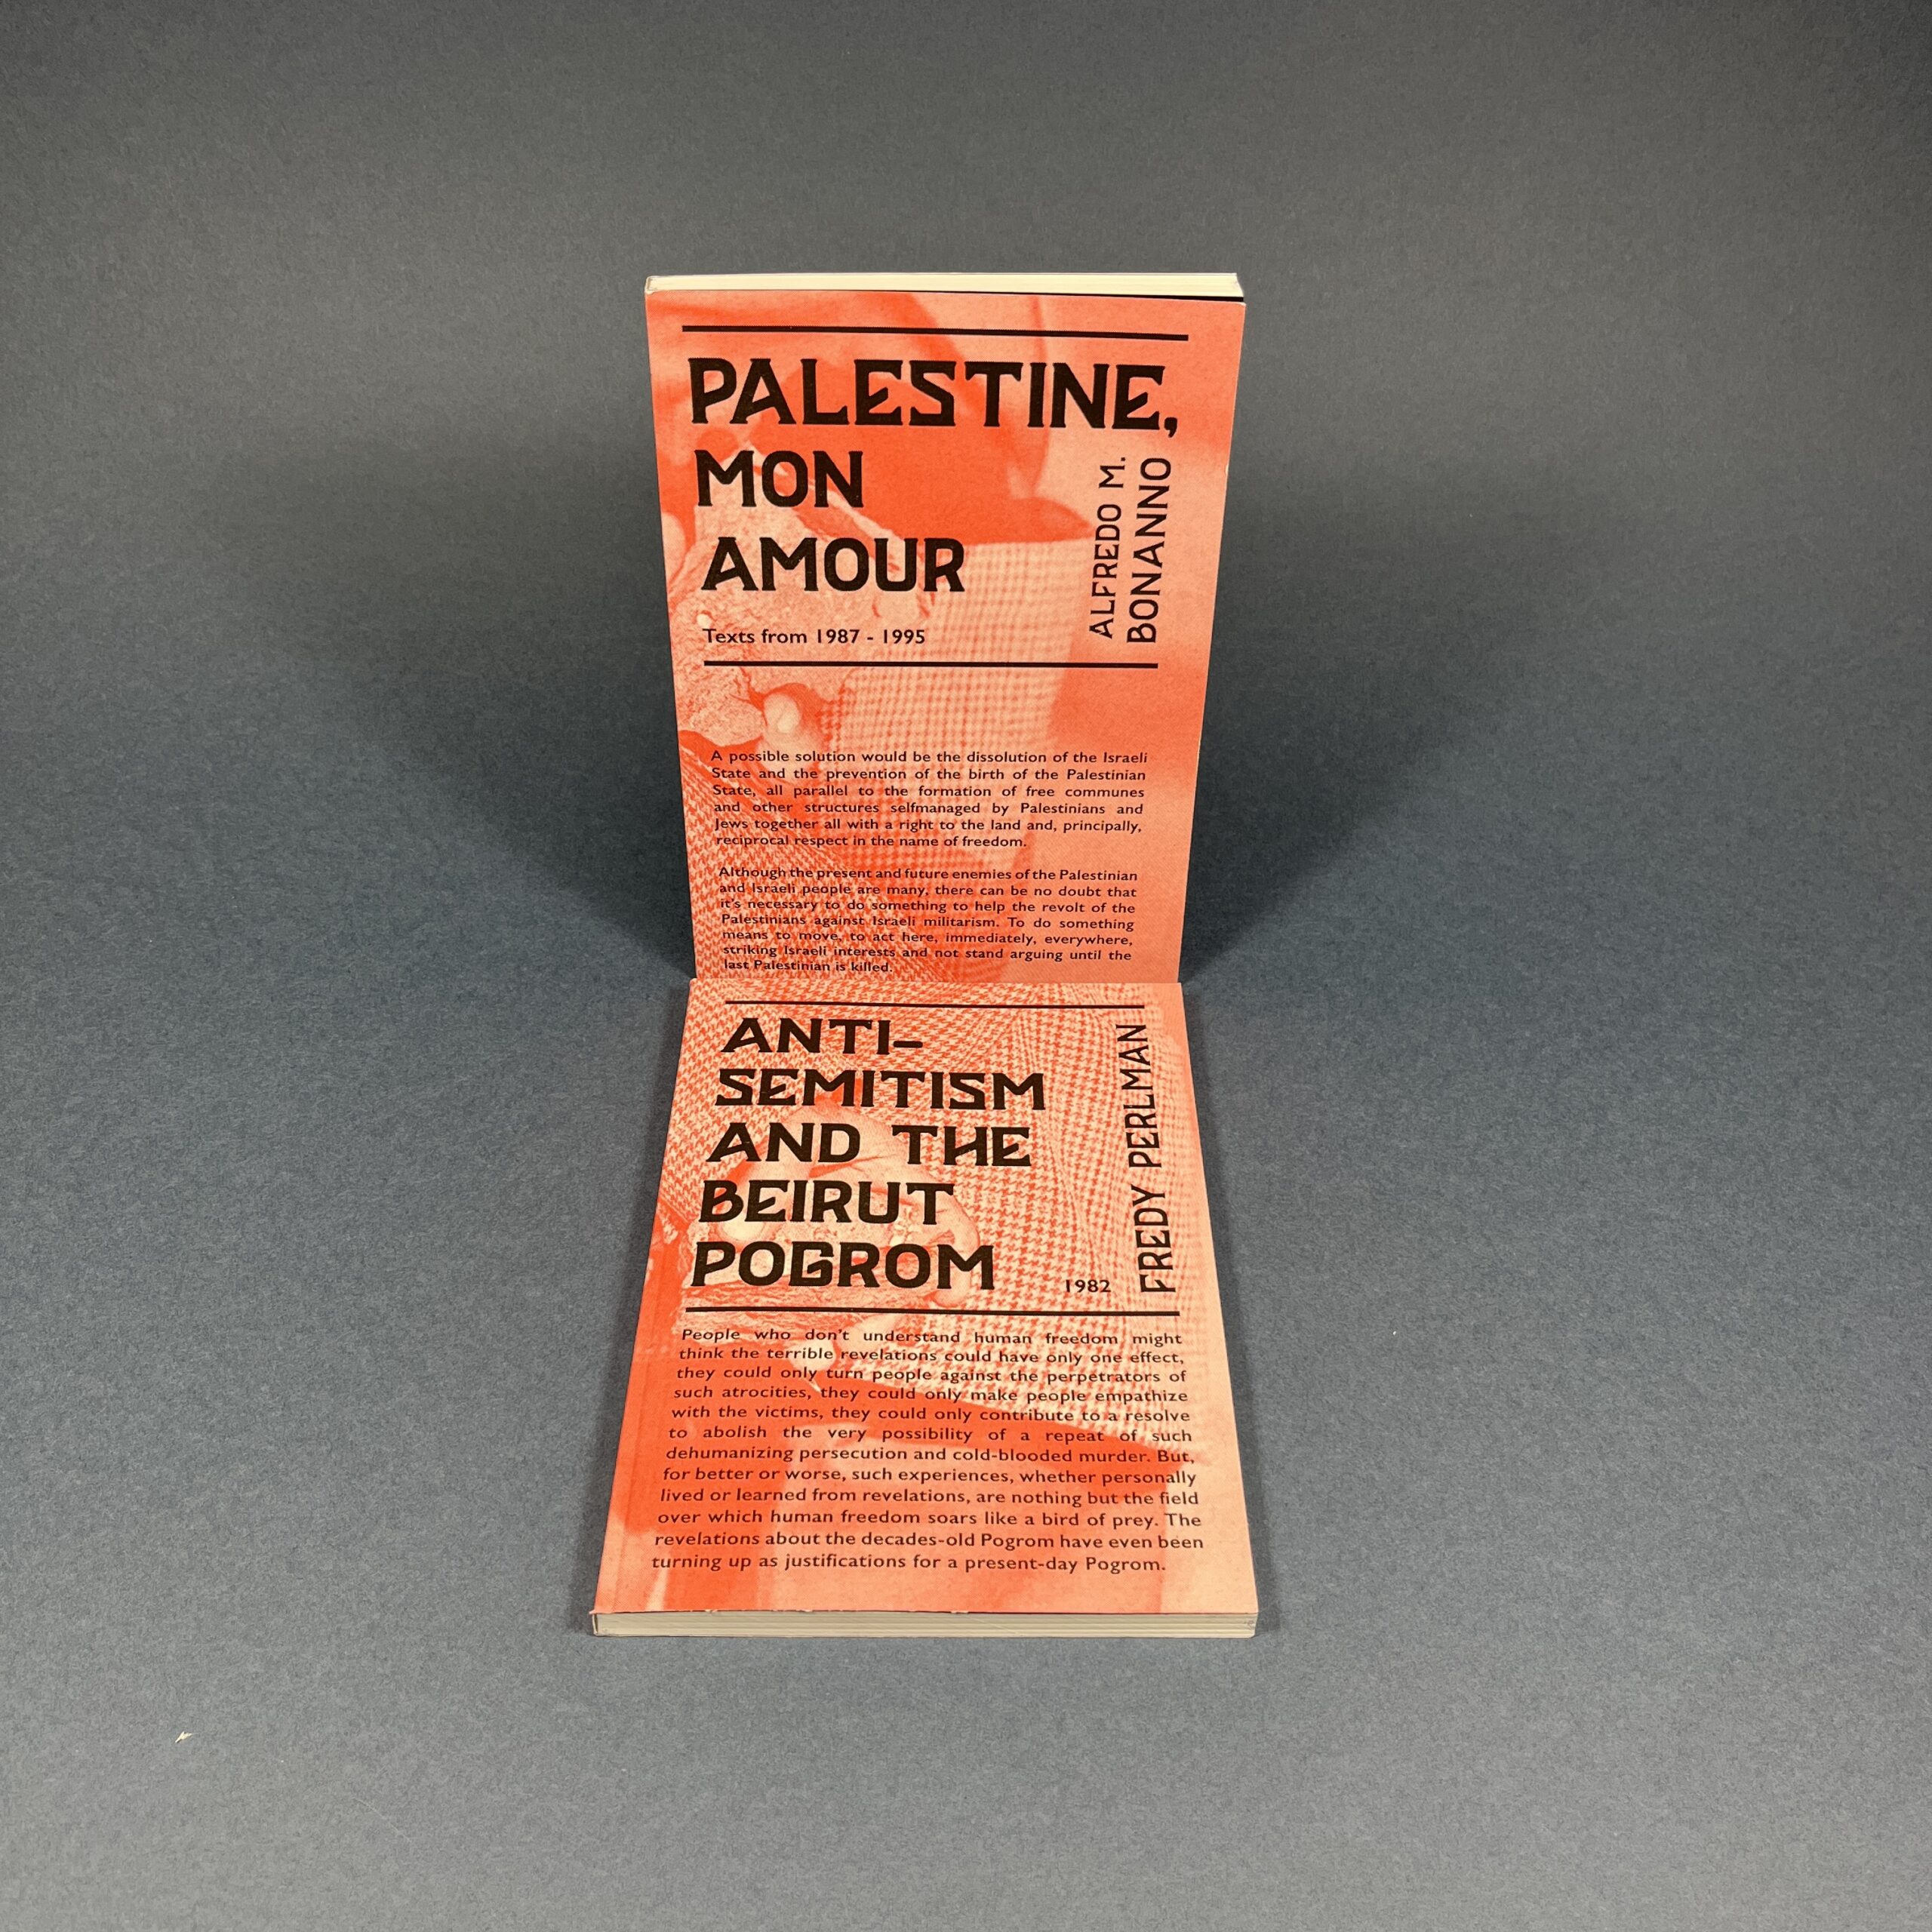 PALESTINE,
MON
AMOUR
ALFREDO M.
BONANNO
Texts from 1987 - 1995
A possible solution would be the dissolution of the Israeli
State and the prevention of the birth of the Palestinian
State, all parallel to the formation of free communes
and other structures selfmanaged by Palestinians and
Jews together all with a right to the land and, principally,
reciprocal respect in the name of freedom.
Although the present and future enemies of the Palestinian
and Israeli people are many, there can be no doubt that
it's necessary to do something to help the revolt of the
Palestinians against Israeli militarism. To do something
means to move, to act here, immediately, everywhere,
striking Israeli interests and not stand arguing until the
last Palestinian is killed.
ANTI-
SEMITISM
AND THE
BEIRUT
POGROM
1982
FREDY PERLMAN
People who don't understand human freedom might
think the terrible revelations could have only one effect,
they could only turn people against the perpetrators of
such atrocities, they could only make people empathize
with the victims, they could only contribute to a resolve
to abolish the very possibility of a repeat of such
dehumanizing persecution and cold-blooded murder. But,
for better or worse, such experiences, whether personally
lived or learned from revelations, are nothing but the field
over which human freedom soars like a bird of prey. The
revelations about the decades-old Pogrom have even been
turning up as justifications for a present-day Pogrom.